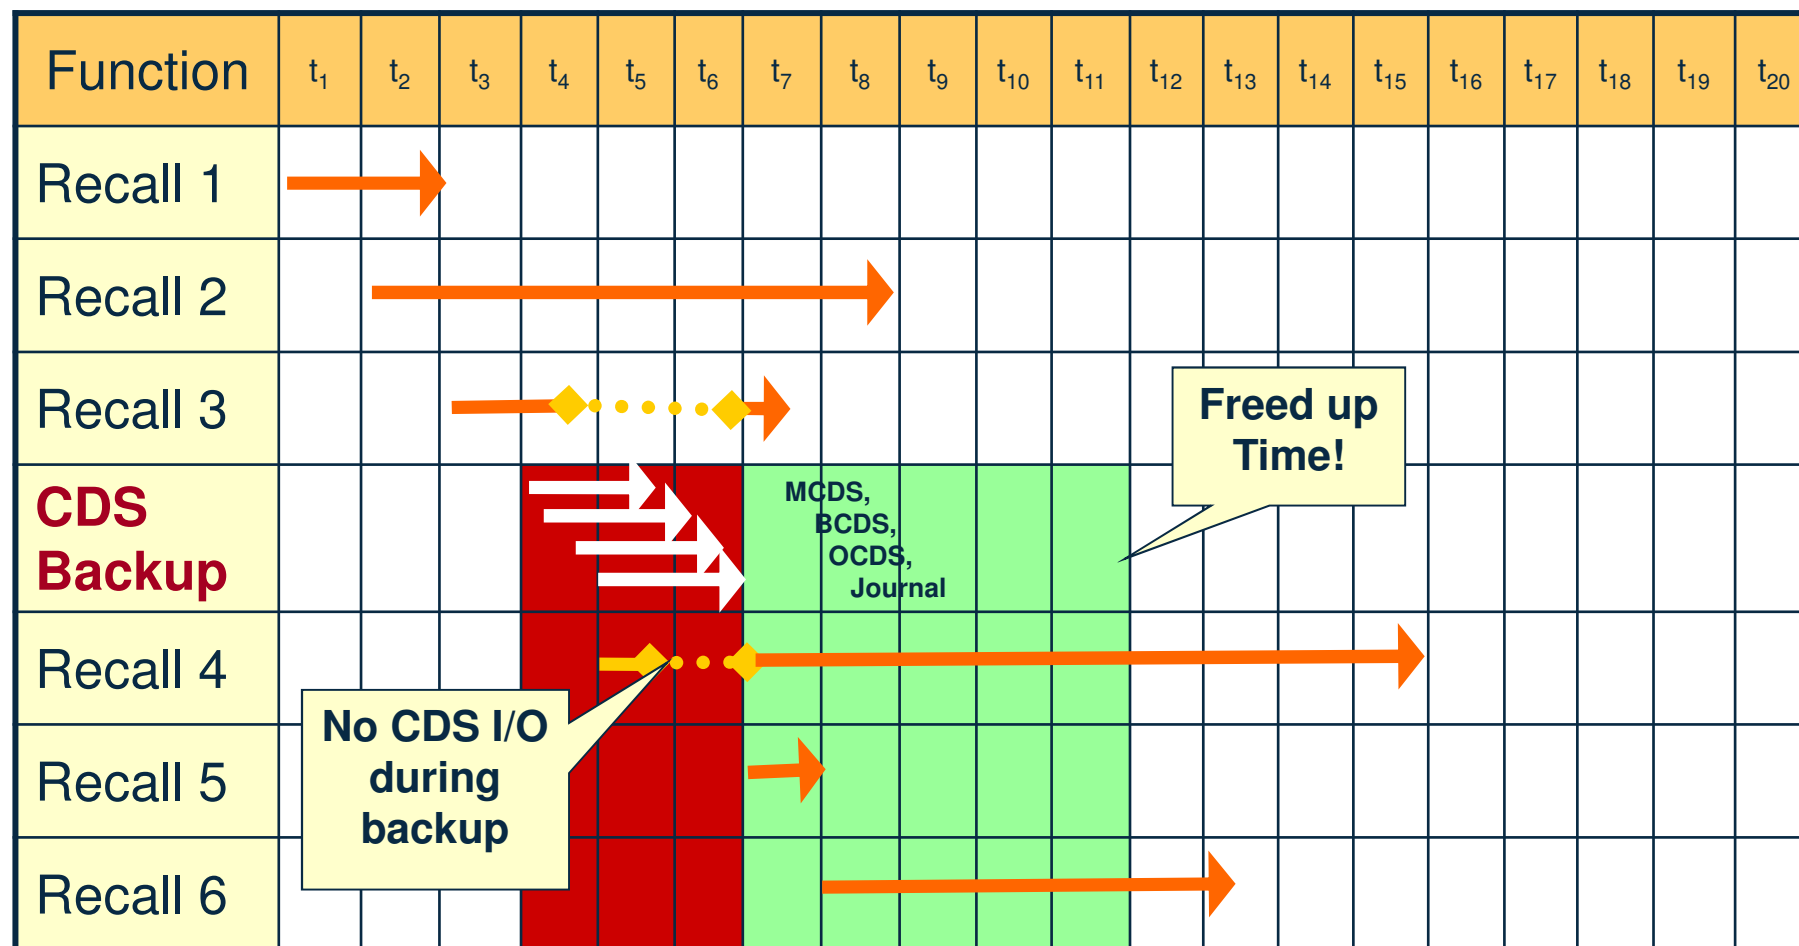 Function t1 t2 t3 t4 t5 t6 t7 t8 t9 t10 t11 t12 t13 t14 t15 t16 t17 t18 t19 t20
Recall 1
Recall 2
Recall 3
Freed up
Time!
CDS
Backup
MCDS,
BCDS,
OCDS,
Journal
Recall 4
No CDS I/O
during
backup
Recall 5
Recall 6